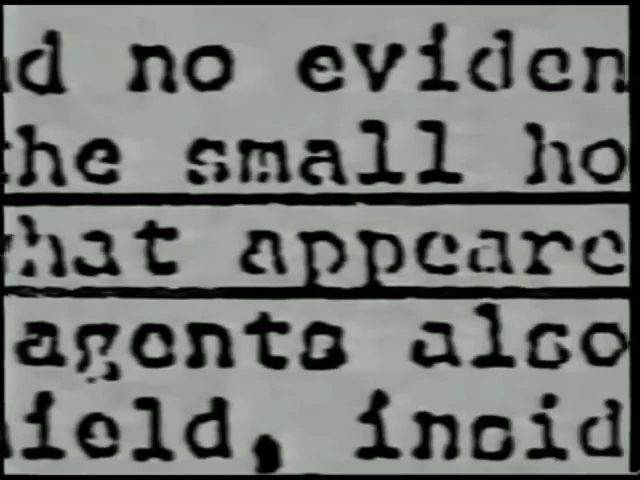 d no eviden
he small ho
hat appeare
agents also
ield, incid